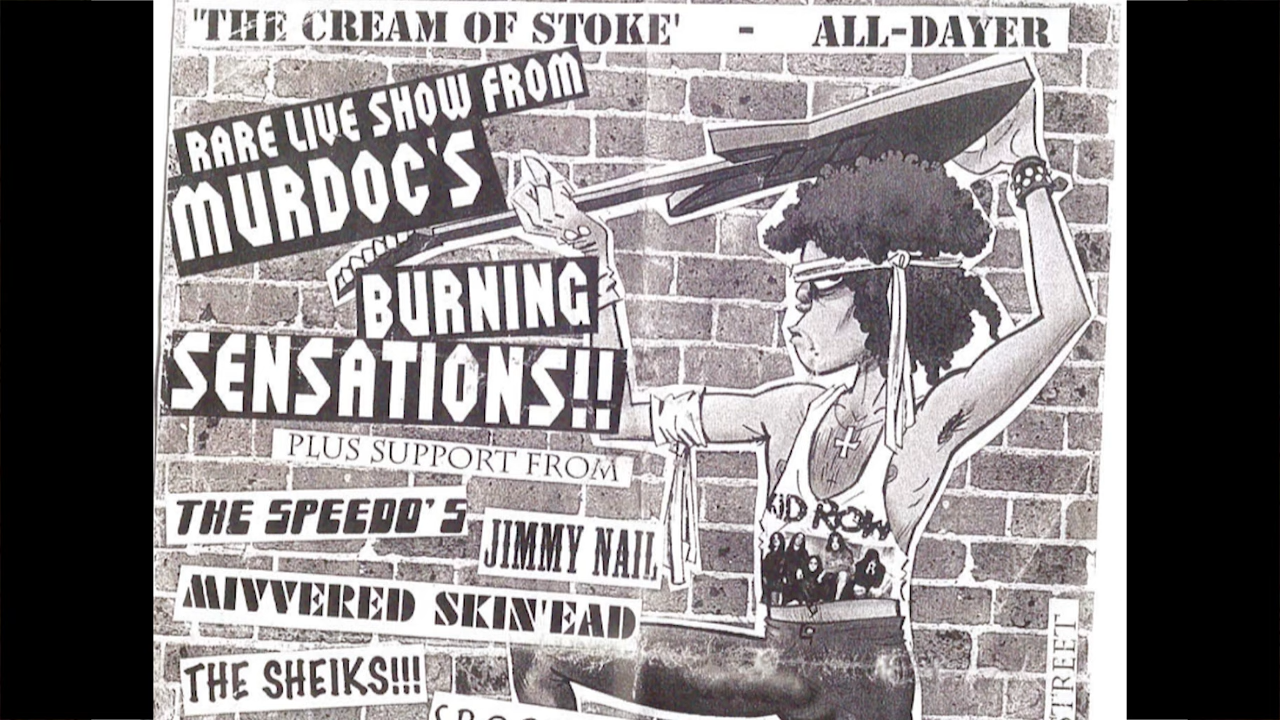 'THE CREAM OF STOKE' - ALL-DAYER
RARE LIVE SHOW FROM
MURDOC'S
BURNING
SENSATIONS!!
PLUS SUPPORT FROM
THE SPEEDO'S
JIMMY NAIL
MIVVERED SKIN'EAD
THE SHEIKS!!!
KID ROW
STREET